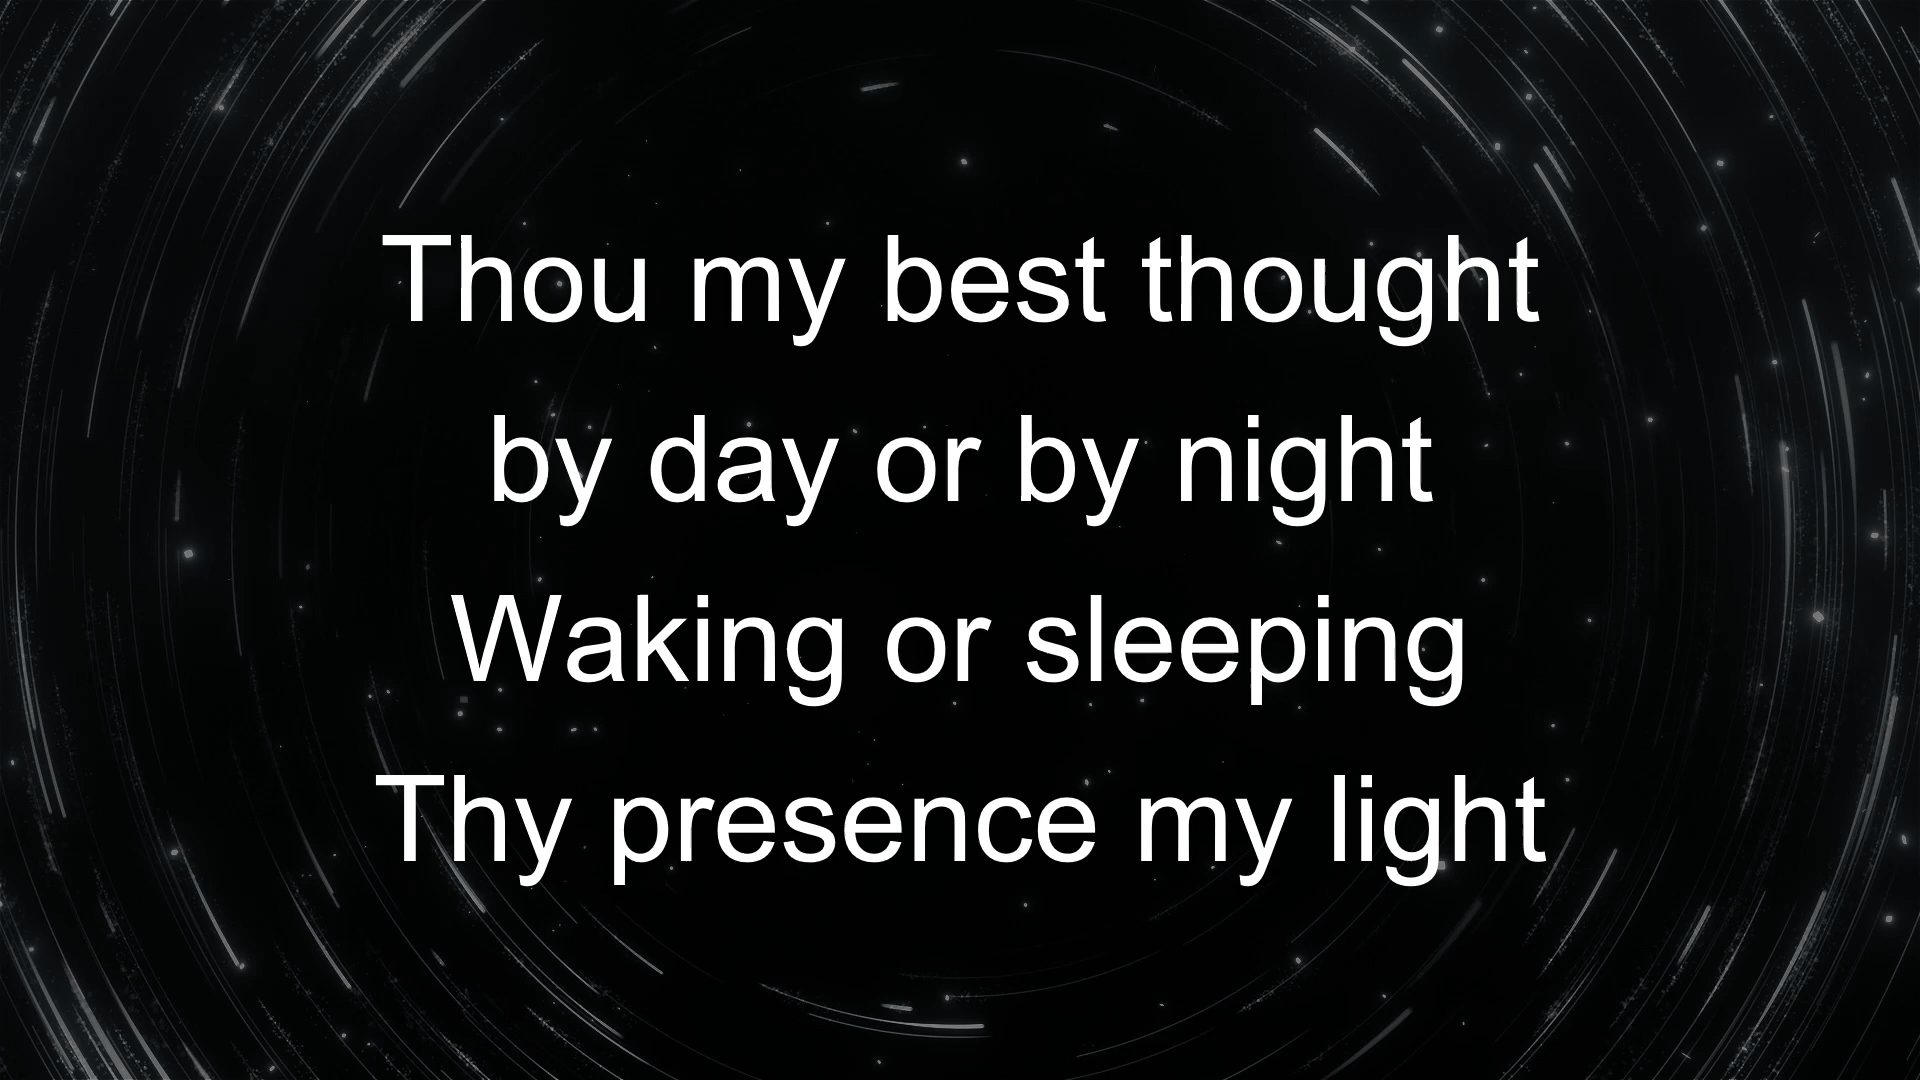 Thou my best thought
by day or by night
Waking or sleeping
Thy presence my light